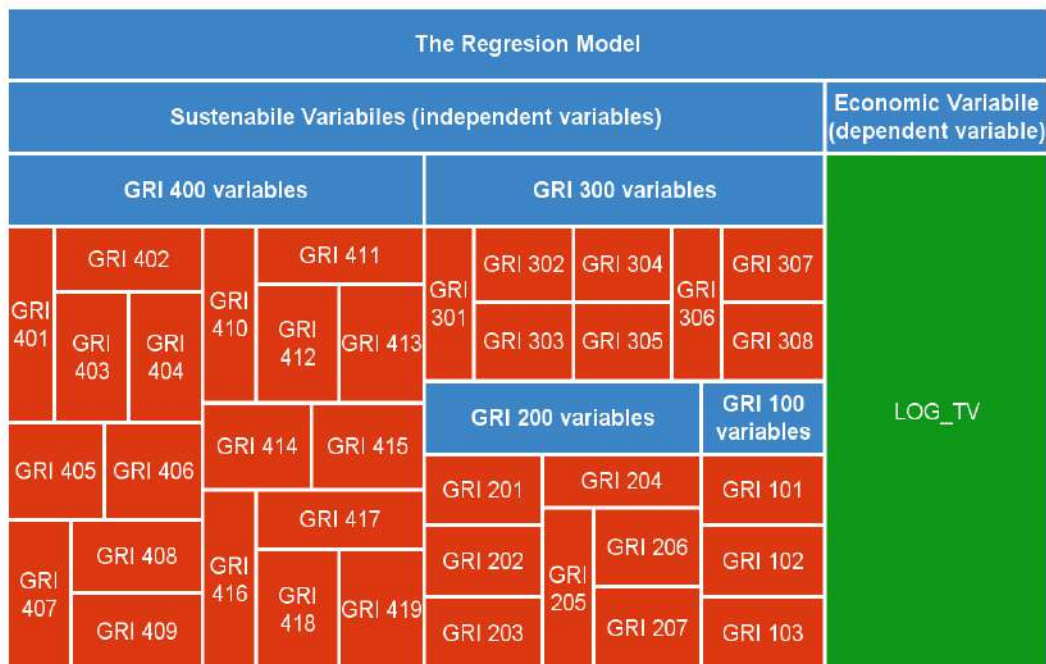 The Regresion Model
Sustenabile Variabiles (independent variables)
Economic Variabile
(dependent variable)
GRI 400 variables
GRI 300 variables
GRI
401
GRI 402
GRI
403
GRI
404
GRI 405
GRI 406
GRI
407
GRI 408
GRI 409
GRI
410
GRI 411
GRI
412
GRI 413
GRI 414
GRI 415
GRI
416
GRI 417
GRI
418
GRI 419
GRI
301
GRI 302
GRI 303
GRI 304
GRI 305
GRI
306
GRI 307
GRI 308
GRI 200 variables
GRI 201
GRI 202
GRI 203
GRI 204
GRI
205
GRI 206
GRI 207
GRI 100
variables
GRI 101
GRI 102
GRI 103
LOG_TV